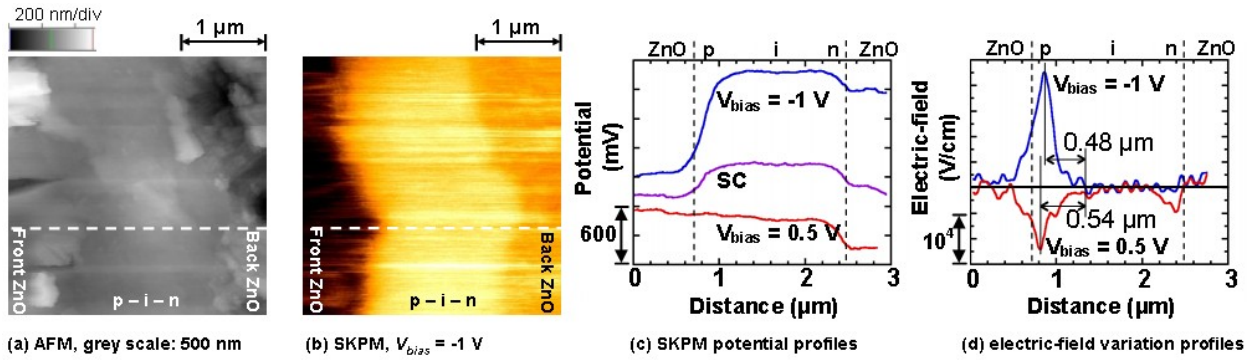 200 nm/div
1 µm
1 µm
Front ZnO
p – i – n
Back ZnO
Front ZnO
p – i – n
Back ZnO
ZnO p i n ZnO
Potential
(mV)
V_bias = -1 V
SC
V_bias = 0.5 V
600
0 1 2 3
Distance (µm)
ZnO p i n ZnO
Electric-field
(V/cm)
V_bias = -1 V
0.48 µm
0.54 µm
10⁴
V_bias = 0.5 V
0 1 2 3
Distance (µm)
(a) AFM, grey scale: 500 nm
(b) SKPM, V_bias = -1 V
(c) SKPM potential profiles
(d) electric-field variation profiles